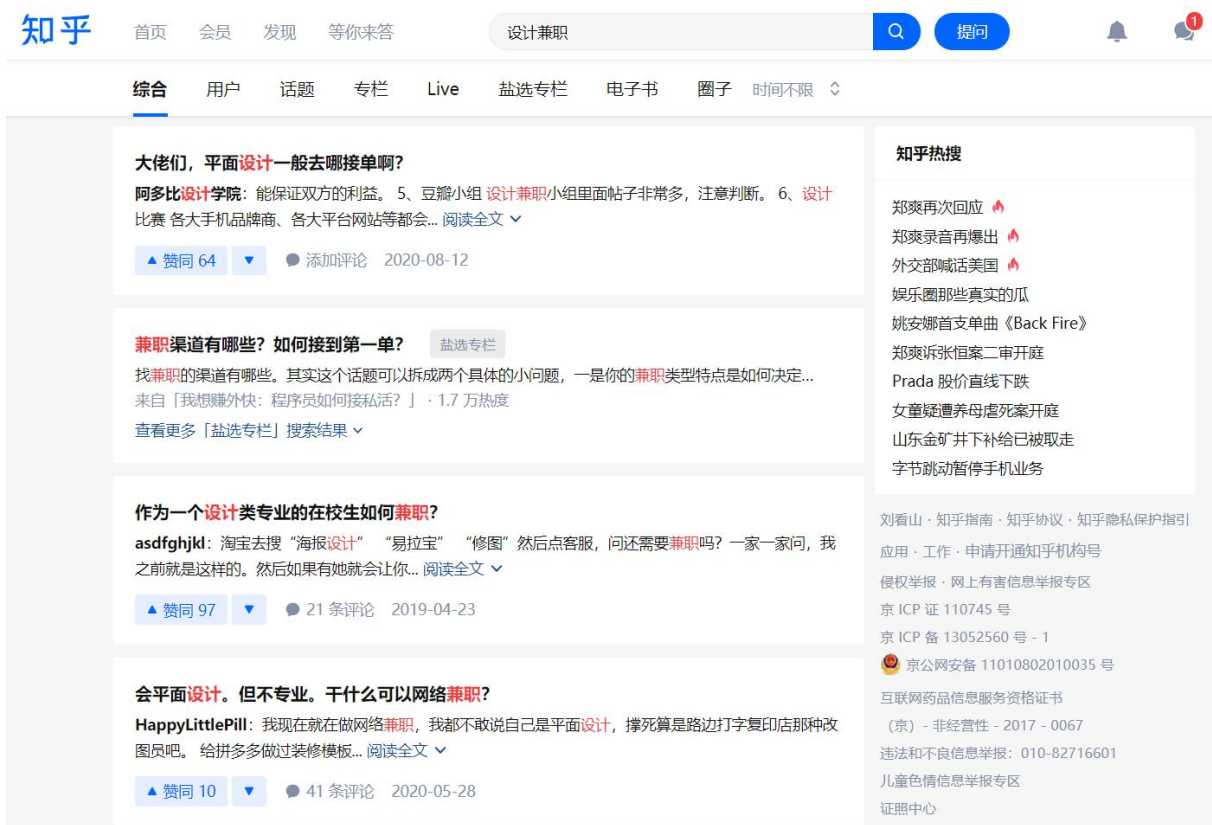 知乎 首页 会员 发现 等你来答 设计兼职 提问 1
综合 用户 话题 专栏 Live 盐选专栏 电子书 圈子 时间不限
大佬们，平面设计一般去哪接单啊？
阿多比设计学院：能保证双方的利益。 5、豆瓣小组 设计兼职小组里面帖子非常多，注意判断。 6、设计
比赛 各大手机品牌商、各大平台网站等都会... 阅读全文
赞同 64 添加评论 2020-08-12
兼职渠道有哪些？如何接到第一单？ 盐选专栏
找兼职的渠道有哪些。其实这个话题可以拆成两个具体的小问题，一是你的兼职类型特点是如何决定...
来自「我想赚外快：程序员如何接私活？」 · 1.7 万热度
查看更多「盐选专栏」搜索结果
作为一个设计类专业的在校生如何兼职？
asdfghjkl：淘宝去搜“海报设计” “易拉宝” “修图”然后点客服，问还需要兼职吗？一家一家问，我
之前就是这样的。然后如果有她就会让你... 阅读全文
赞同 97 21 条评论 2019-04-23
会平面设计。但不专业。干什么可以网络兼职？
HappyLittlePill：我现在就在做网络兼职，我都不敢说自己是平面设计，撑死算是路边打字复印店那种改
图员吧。 给拼多多做过装修模板... 阅读全文
赞同 10 41 条评论 2020-05-28
知乎热搜
郑爽再次回应
郑爽录音再爆出
外交部喊话美国
娱乐圈那些真实的瓜
姚安娜首支单曲《Back Fire》
郑爽诉张恒案二审开庭
Prada 股价直线下跌
女童疑遭养母虐死案开庭
山东金矿井下补给已被取走
字节跳动暂停手机业务
刘看山 · 知乎指南 · 知乎协议 · 知乎隐私保护指引
应用 · 工作 · 申请开通知乎机构号
侵权举报 · 网上有害信息举报专区
京 ICP 证 110745 号
京 ICP 备 13052560 号 - 1
京公网安备 11010802010035 号
互联网药品信息服务资格证书
（京）- 非经营性 - 2017 - 0067
违法和不良信息举报：010-82716601
儿童色情信息举报专区
证照中心